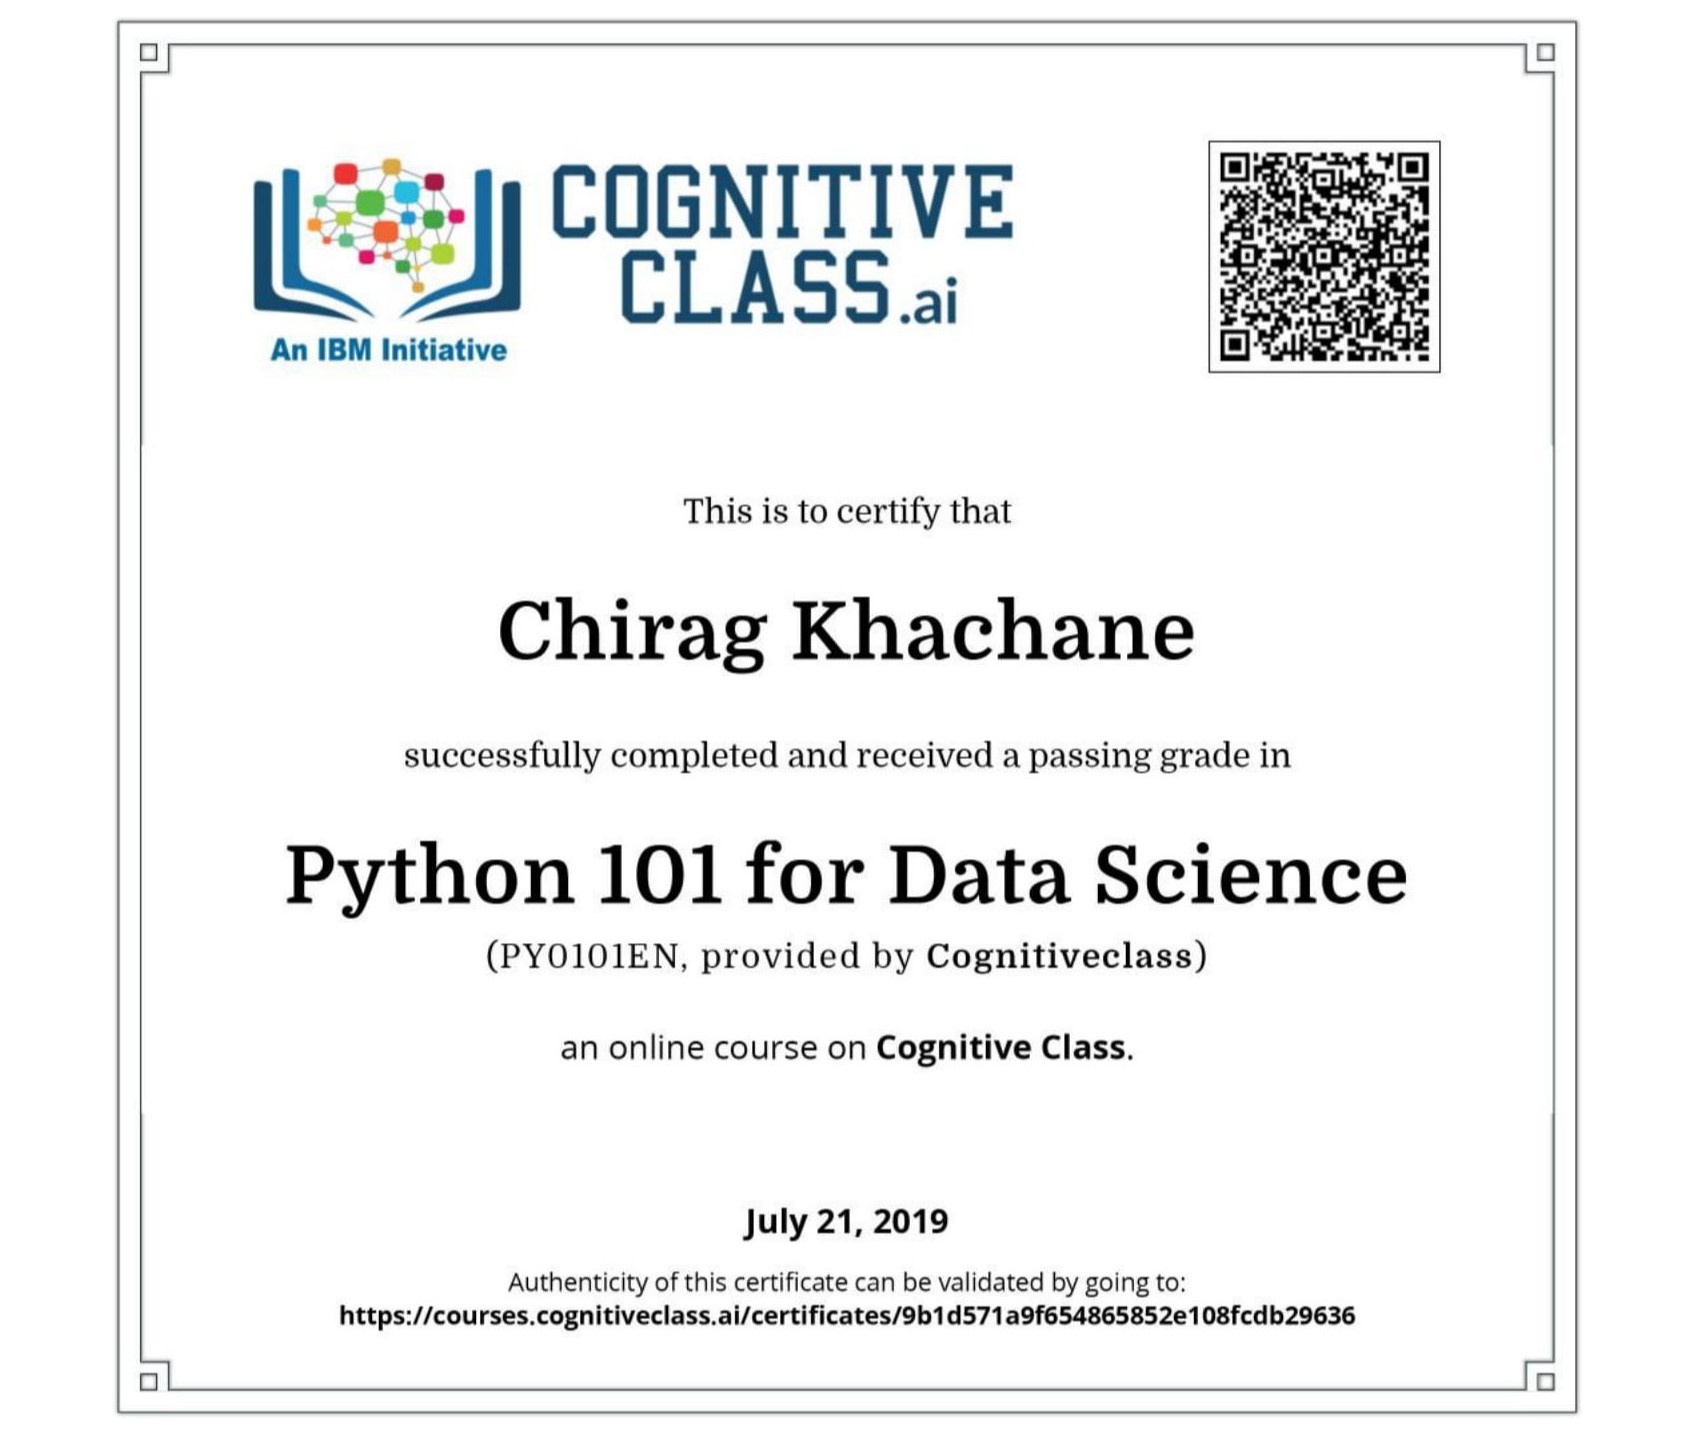 COGNITIVE
CLASS.ai
An IBM Initiative
This is to certify that
Chirag Khachane
successfully completed and received a passing grade in
Python 101 for Data Science
(PY0101EN, provided by Cognitiveclass)
an online course on Cognitive Class.
July 21, 2019
Authenticity of this certificate can be validated by going to:
https://courses.cognitiveclass.ai/certificates/9b1d571a9f654865852e108fcdb29636